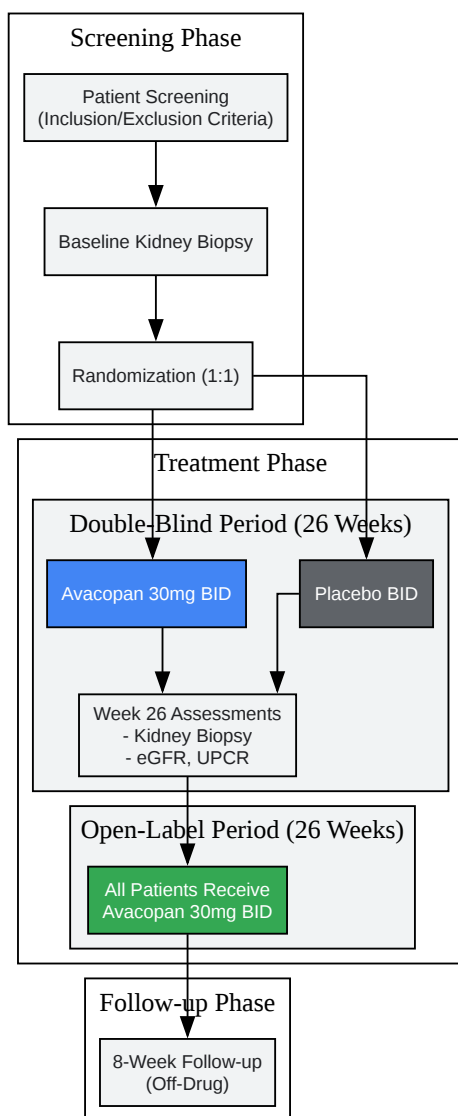 Screening Phase
Patient Screening
(Inclusion/Exclusion Criteria)
Baseline Kidney Biopsy
Randomization (1:1)
Treatment Phase
Double-Blind Period (26 Weeks)
Avacopan 30mg BID
Placebo BID
Week 26 Assessments
- Kidney Biopsy
- eGFR, UPCR
Open-Label Period (26 Weeks)
All Patients Receive
Avacopan 30mg BID
Follow-up Phase
8-Week Follow-up
(Off-Drug)